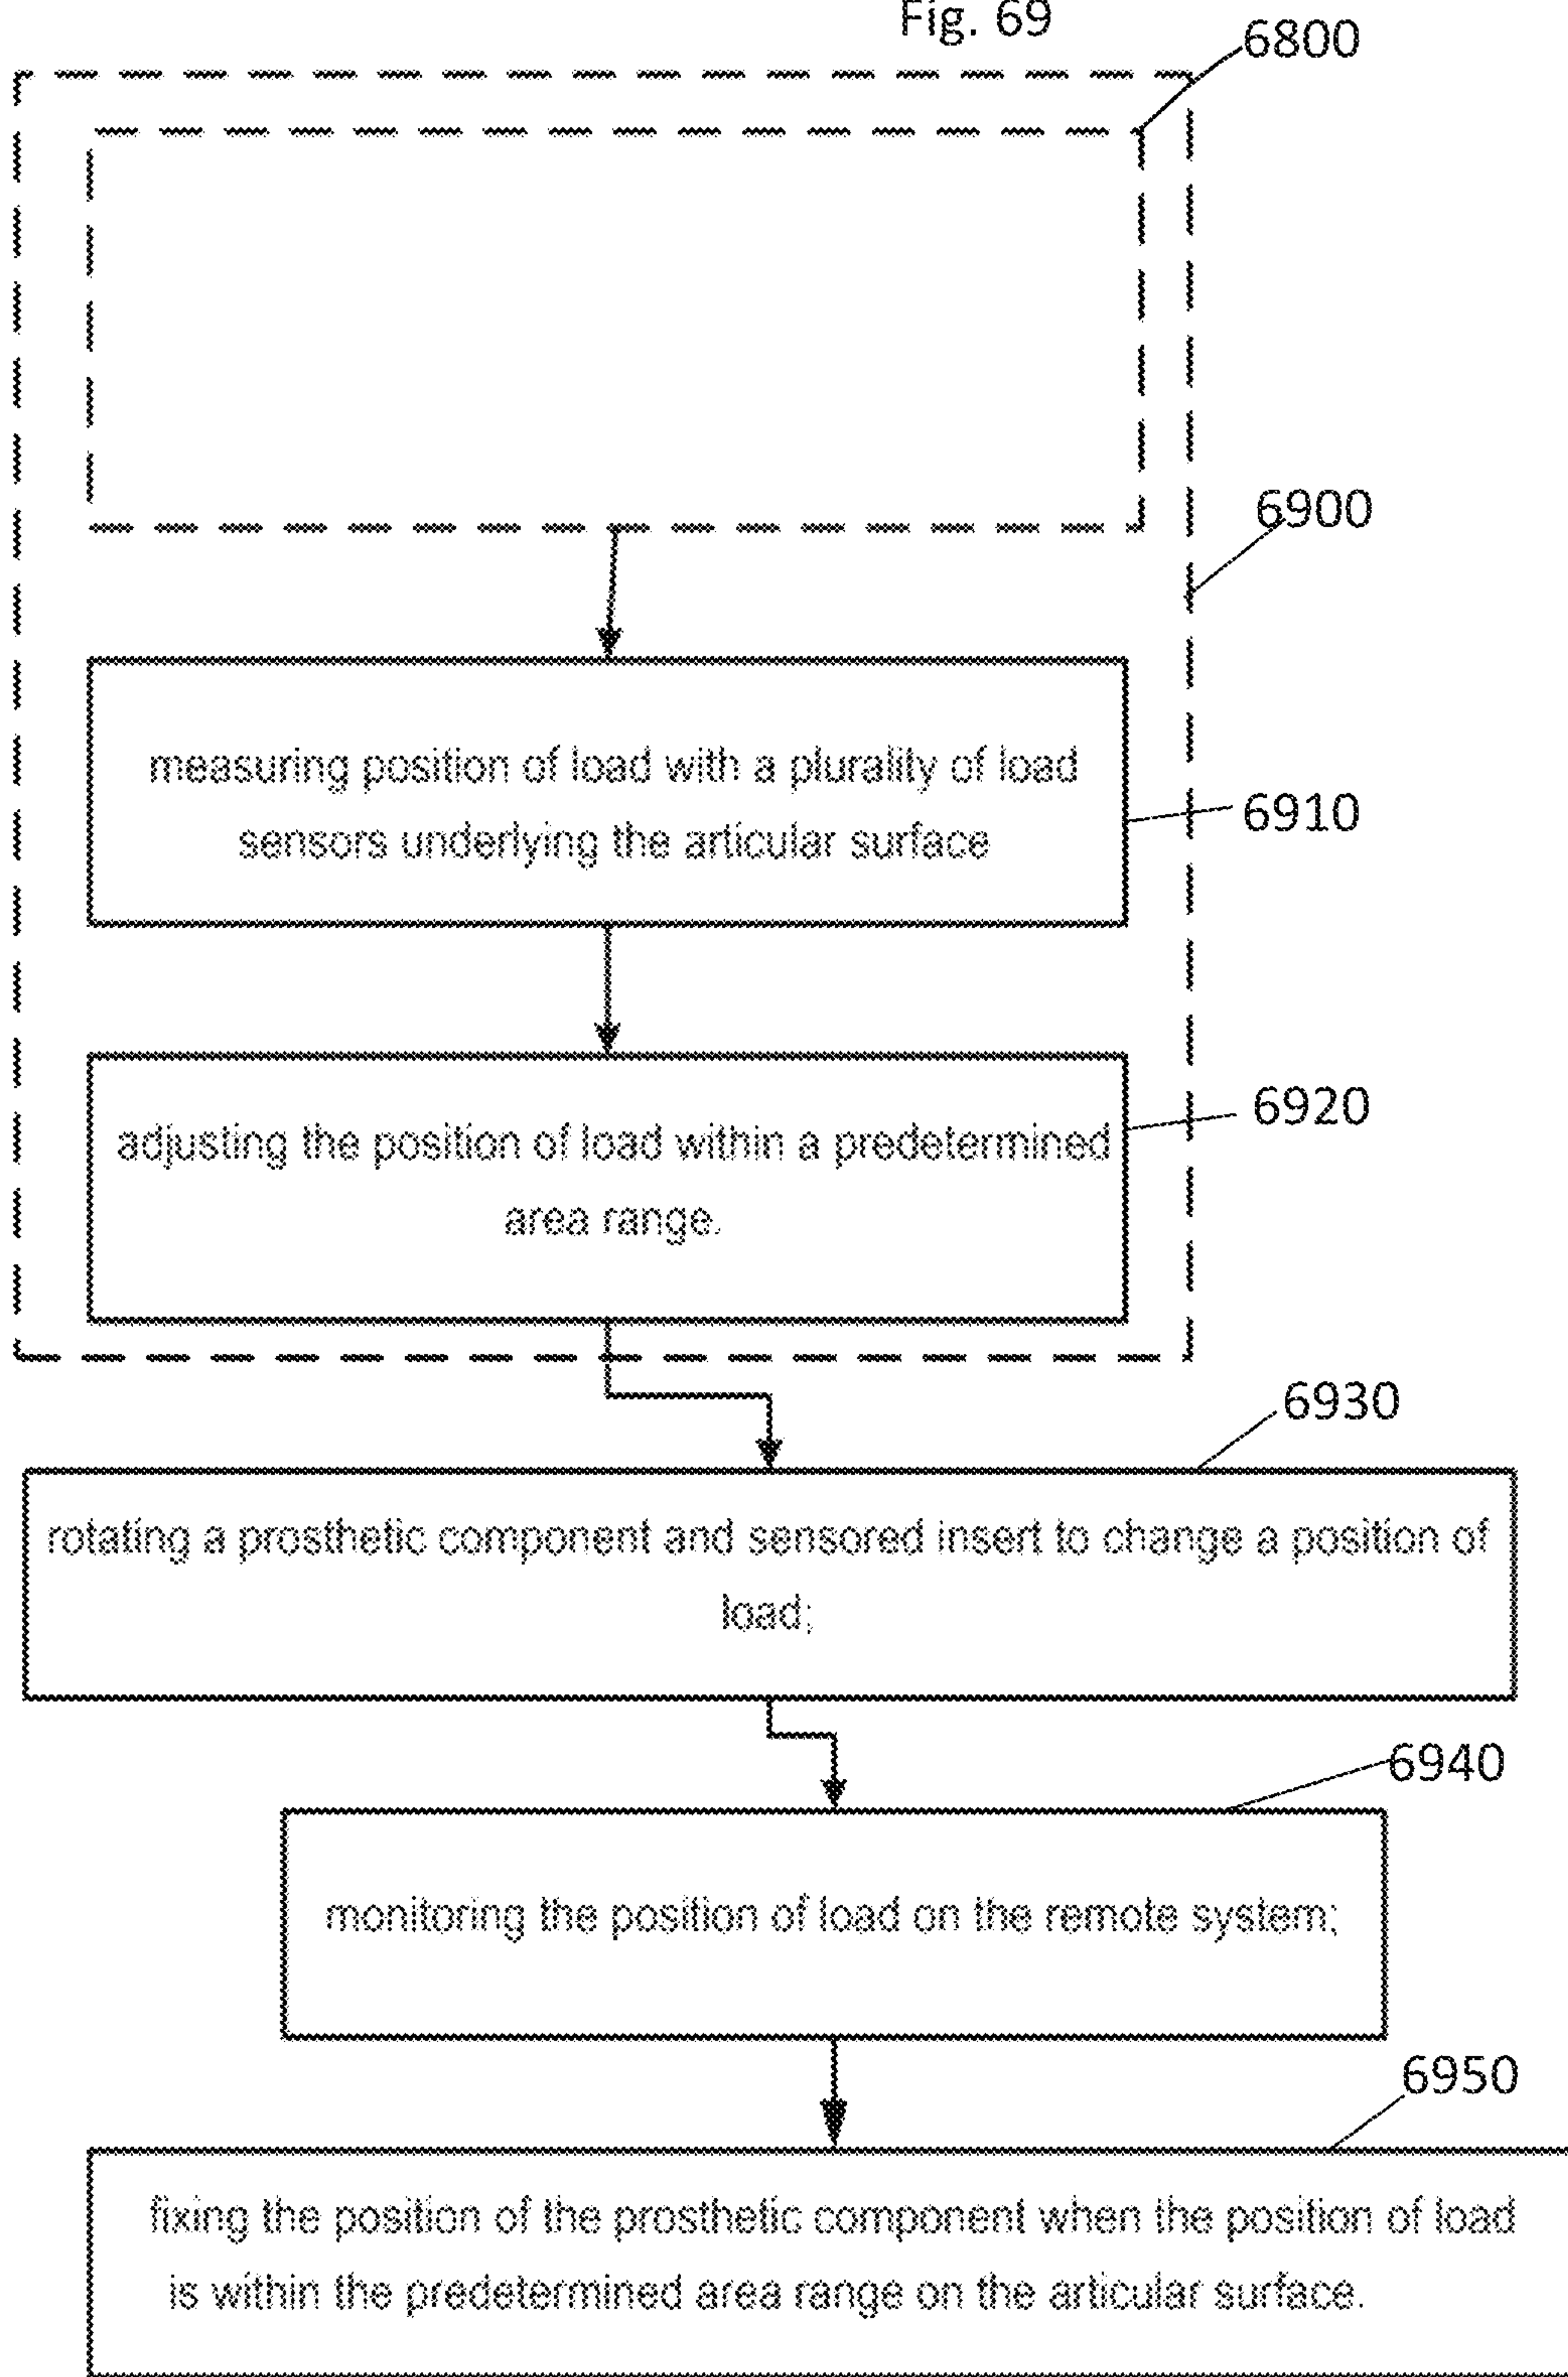 Fig. 69
6800
6900
measuring position of load with a plurality of load
sensors underlying the articular surface
6910
adjusting the position of load within a predetermined
area range.
6920
6930
rotating a prosthetic component and sensored insert to change a position of
load;
6940
monitoring the position of load on the remote system;
6950
fixing the position of the prosthetic component when the position of load
is within the predetermined area range on the articular surface.